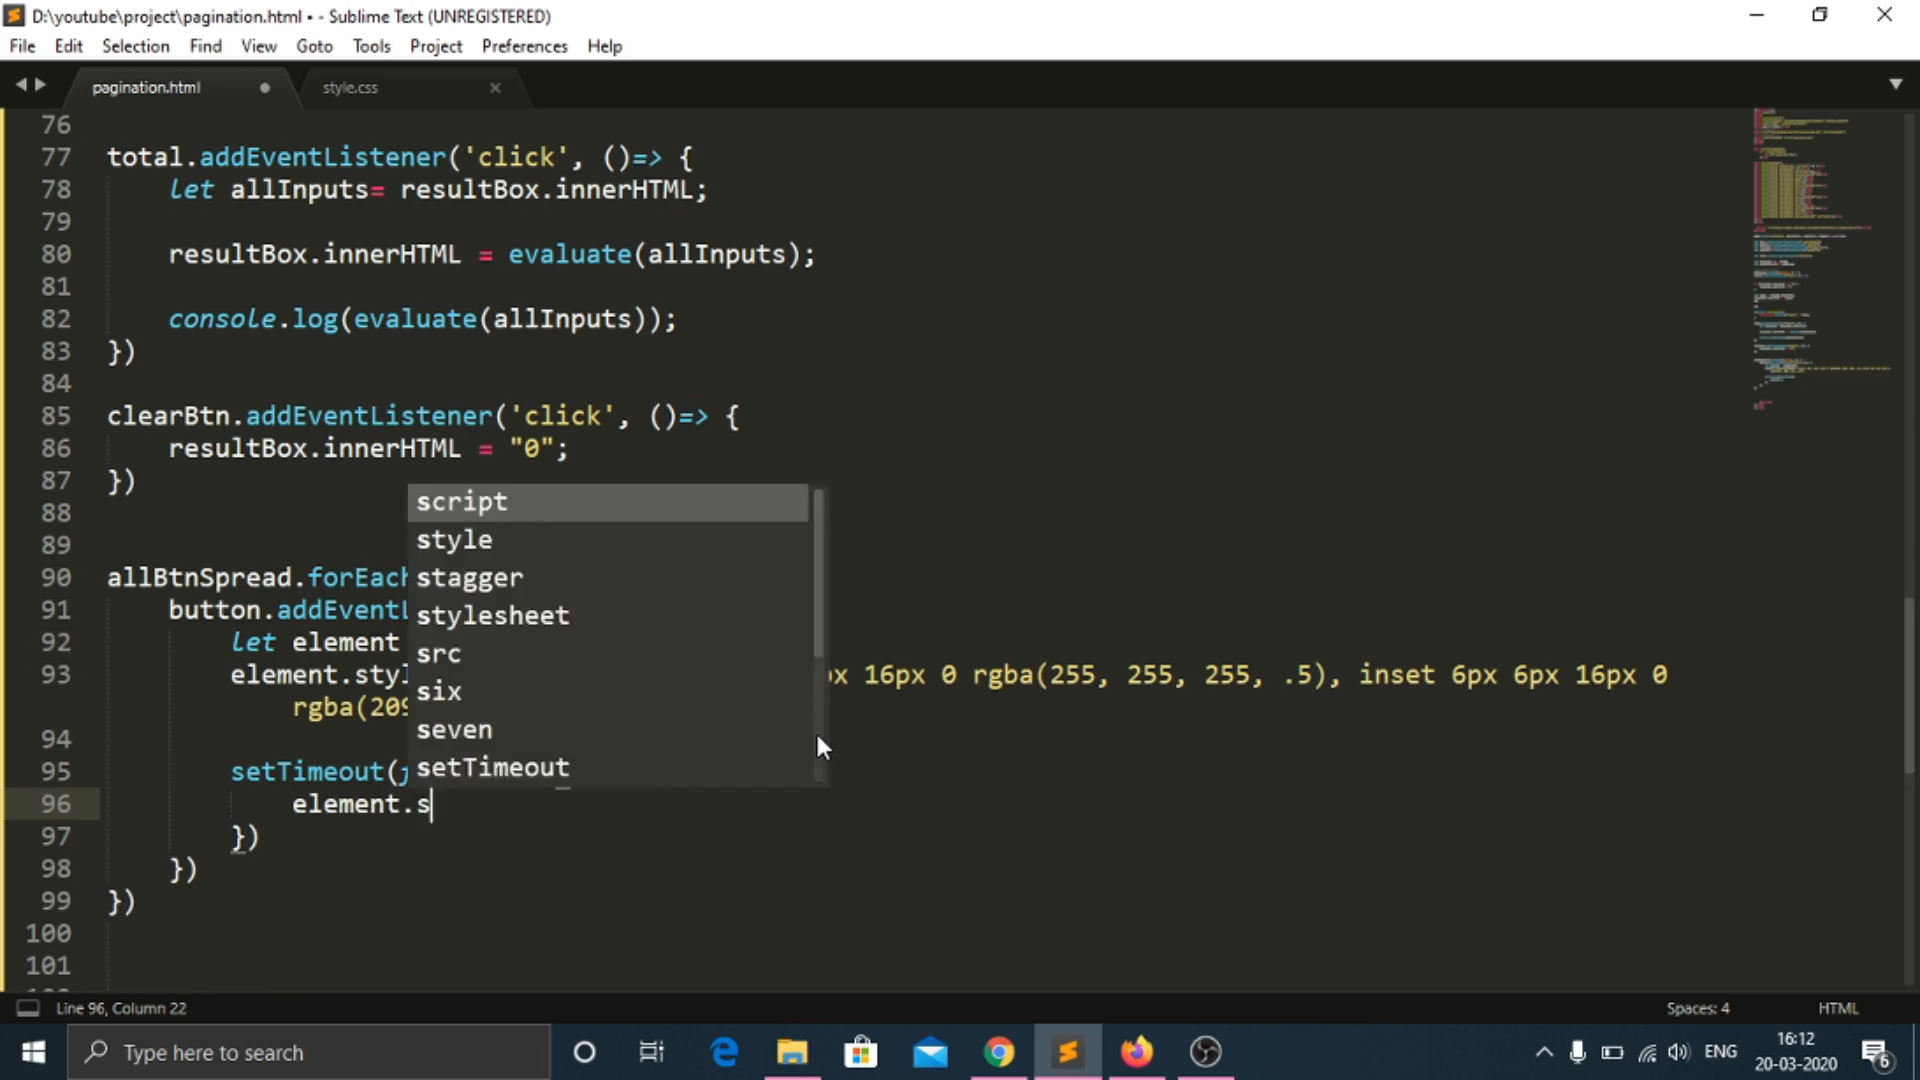 D:\youtube\project\pagination.html • - Sublime Text (UNREGISTERED)
File Edit Selection Find View Goto Tools Project Preferences Help
pagination.html style.css
76
77 total.addEventListener('click', ()=> {
78 let allInputs= resultBox.innerHTML;
79
80 resultBox.innerHTML = evaluate(allInputs);
81
82 console.log(evaluate(allInputs));
83 })
84
85 clearBtn.addEventListener('click', ()=> {
86 resultBox.innerHTML = "0";
87 })
script
88
style
89
90 allBtnSpread.forEach stagger
91 button.addEventL stylesheet
92 let element src
93 element.styl px 16px 0 rgba(255, 255, 255, .5), inset 6px 6px 16px 0
six
rgba(209
94 seven
95 setTimeout( setTimeout
96 element.s
97 })
98 })
99 })
100
101
Line 96, Column 22 Spaces: 4 HTML
Type here to search ENG 16:12
20-03-2020 6